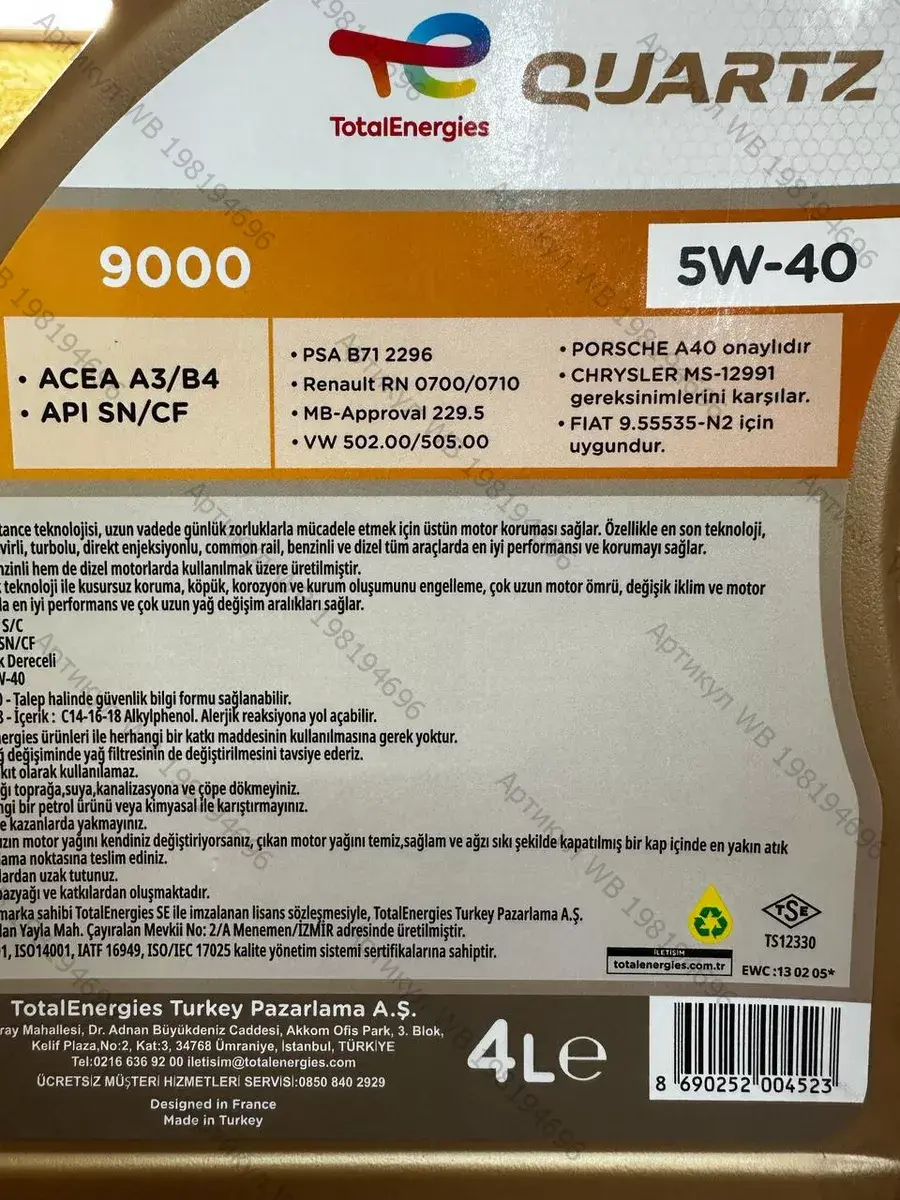 TotalEnergies
QUARTZ
9000
5W-40
• ACEA A3/B4
• API SN/CF
• PSA B71 2296
• Renault RN 0700/0710
• MB-Approval 229.5
• VW 502.00/505.00
• PORSCHE A40 onaylıdır
• CHRYSLER MS-12991
gereksinimlerini karşılar.
• FIAT 9.55535-N2 için
uygundur.
teknolojisi, uzun vadede günlük zorluklarla mücadele etmek için üstün motor koruması sağlar. Özellikle en son teknoloji,
turbolu, direkt enjeksiyonlu, common rail, benzinli ve dizel tüm araçlarda en iyi performansı ve korumayı sağlar.
hem de dizel motorlarda kullanılmak üzere üretilmiştir.
teknoloji ile kusursuz koruma, köpük, korozyon ve kurum oluşumunu engelleme, çok uzun motor ömrü, değişik iklim ve motor
en iyi performans ve çok uzun yağ değişim aralıkları sağlar.
S/C
SN/CF
Dereceli
W-40
- Talep halinde güvenlik bilgi formu sağlanabilir.
- İçerik : C14-16-18 Alkylphenol. Alerjik reaksiyona yol açabilir.
ürünleri ile herhangi bir katkı maddesinin kullanılmasına gerek yoktur.
değişiminde yağ filtresinin de değiştirilmesini tavsiye ederiz.
olarak kullanılamaz.
toprağa,suya,kanalizasyona ve çöpe dökmeyiniz.
bir petrol ürünü veya kimyasal ile karıştırmayınız.
kazanlarda yakmayınız.
motor yağını kendiniz değiştiriyorsanız, çıkan motor yağını temiz,sağlam ve ağzı sıkı şekilde kapatılmış bir kap içinde en yakın atık
noktasına teslim ediniz.
uzak tutunuz.
ve katkılardan oluşmaktadır.
marka sahibi TotalEnergies SE ile imzalanan lisans sözleşmesiyle, TotalEnergies Turkey Pazarlama A.Ş.
Yayla Mah. Çayıralan Mevkii No: 2/A Menemen/İZMİR adresinde üretilmiştir.
ISO14001, IATF 16949, ISO/IEC 17025 kalite yönetim sistemi sertifikalarına sahiptir.
İLETİŞİM
totalenergies.com.tr
TSE
TS12330
EWC :13 02 05*
TotalEnergies Turkey Pazarlama A.Ş.
Mahallesi, Dr. Adnan Büyükdeniz Caddesi, Akkom Ofis Park, 3. Blok,
Kelif Plaza,No:2, Kat:3, 34768 Ümraniye, İstanbul, TÜRKİYE
Tel:0216 636 92 00 iletisim@totalenergies.com
ÜCRETSİZ MÜŞTERİ HİZMETLERİ SERVİSİ:0850 840 2929
Designed in France
Made in Turkey
4Le
8 690252 004523
Артикул WB 198194696